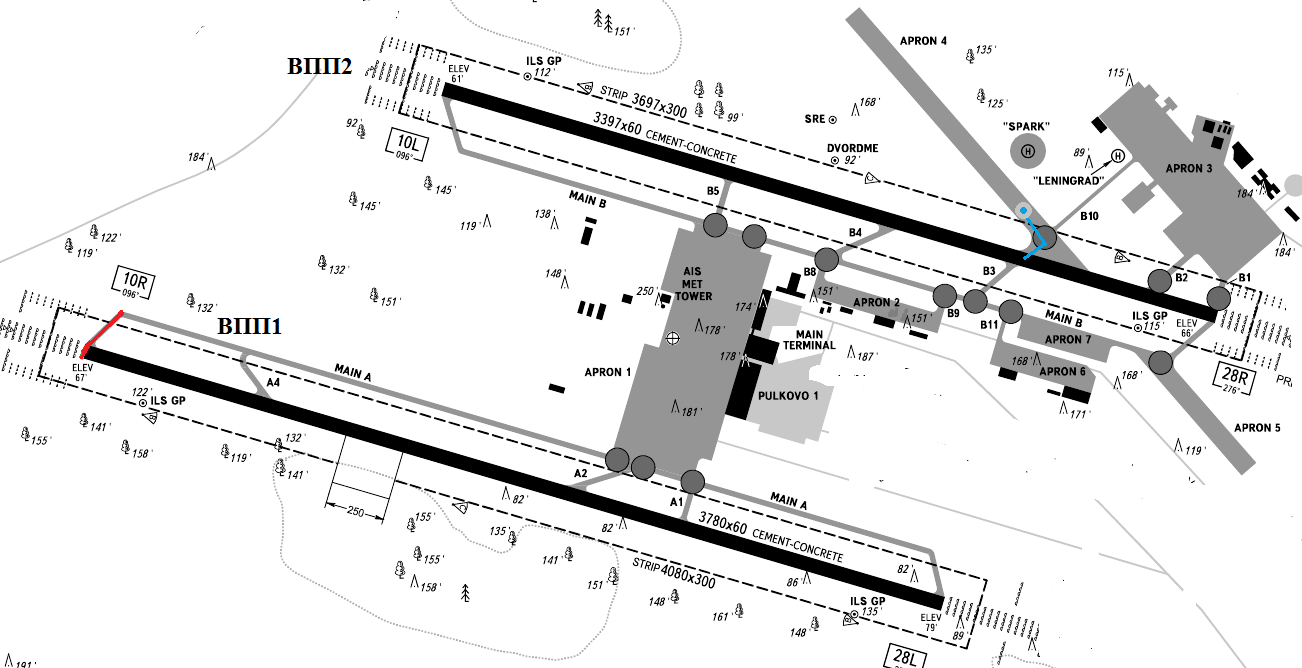 151'
APRON 4
135'
ВПП2
ELEV
61'
ILS GP
112'
STRIP 3697x300
3397x60 CEMENT-CONCRETE
99'
168'
SRE
125'
115'
"SPARK"
H
89'
H
"LENINGRAD"
APRON 3
184'
92'
10L
096°
DVORDME
92'
184'
145'
145'
MAIN B
B5
B10
119'
138'
B4
122'
119'
132'
148'
151'
AIS
MET
TOWER
250'
174'
178'
B8
151'
APRON 2
151'
B3
B9
B11
MAIN B
B2
B1
184'
ILS GP
115'
ELEV
66'
10R
096°
132'
ВПП1
MAIN
TERMINAL
178'
187'
APRON 7
168'
APRON 6
168'
171'
28R
276°
PRI
ELEV
67'
MAIN A
A4
APRON 1
PULKOVO 1
181'
122'
ILS GP
155'
141'
158'
119'
132'
141'
APRON 5
119'
A2
A1
MAIN A
250
82'
82'
3780x60 CEMENT-CONCRETE
155'
155'
158'
135'
141'
151'
STRIP 4080x300
148'
161'
148'
86'
82'
ILS GP
135'
ELEV
79'
89
28L
191'